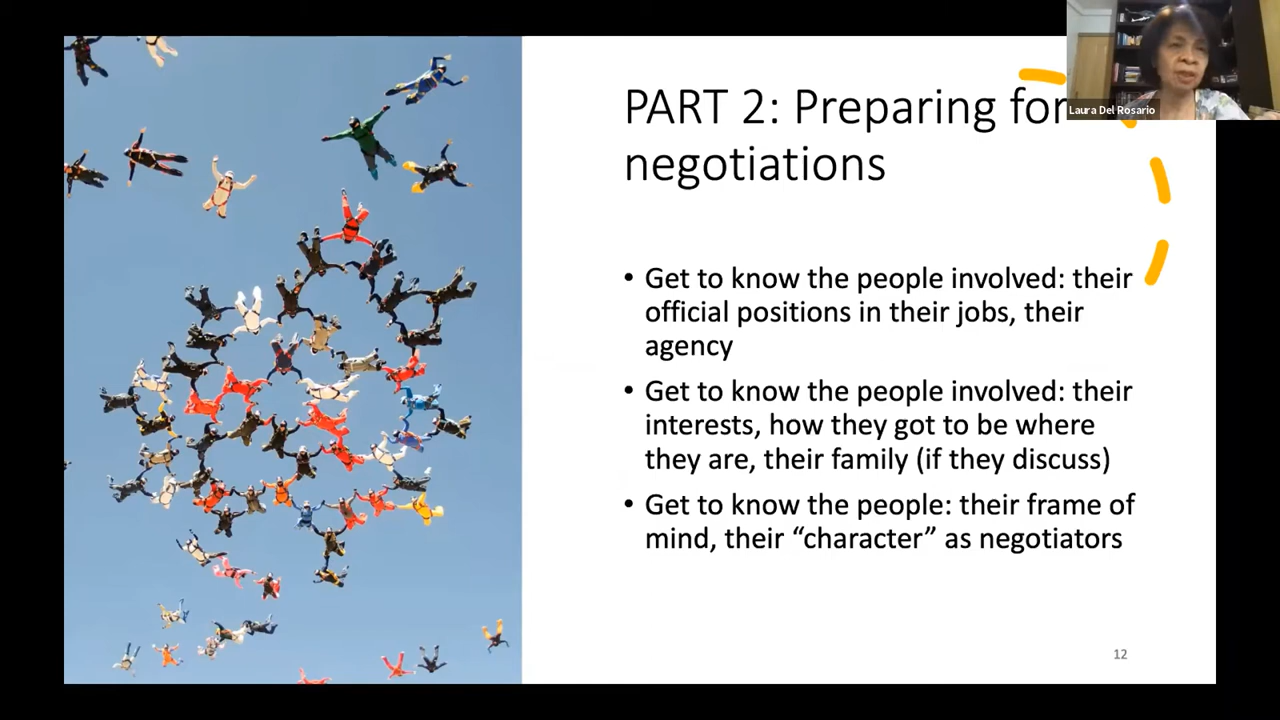 PART 2: Preparing for
negotiations
Laura Del Rosario
• Get to know the people involved: their
official positions in their jobs, their
agency
• Get to know the people involved: their
interests, how they got to be where
they are, their family (if they discuss)
• Get to know the people: their frame of
mind, their “character” as negotiators
12